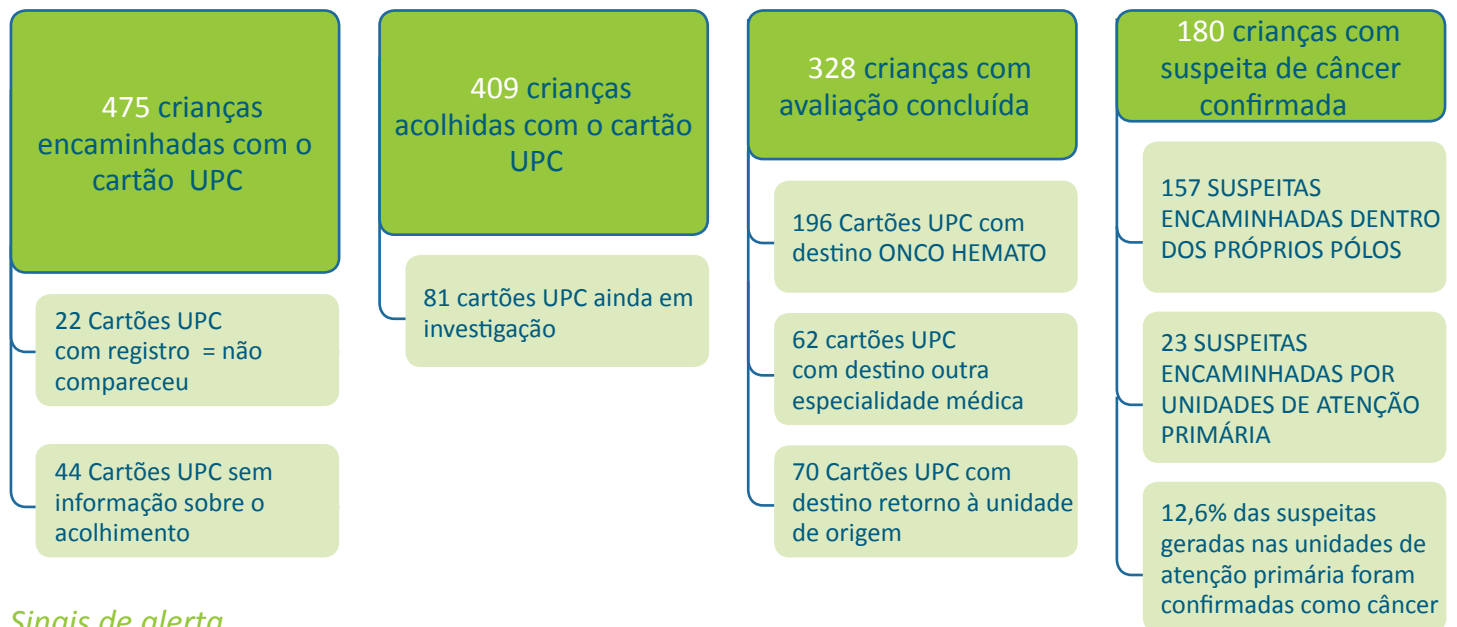 475 crianças
encaminhadas com o
cartão UPC
22 Cartões UPC
com registro = não
compareceu
44 Cartões UPC sem
informação sobre o
acolhimento
409 crianças
acolhidas com o cartão
UPC
81 cartões UPC ainda em
investigação
328 crianças com
avaliação concluída
196 Cartões UPC com
destino ONCO HEMATO
62 cartões UPC
com destino outra
especialidade médica
70 Cartões UPC com
destino retorno à unidade
de origem
180 crianças com
suspeita de câncer
confirmada
157 SUSPEITAS
ENCAMINHADAS DENTRO
DOS PRÓPRIOS PÓLOS
23 SUSPEITAS
ENCAMINHADAS POR
UNIDADES DE ATENÇÃO
PRIMÁRIA
12,6% das suspeitas
geradas nas unidades de
atenção primária foram
confirmadas como câncer
Sinais de alerta